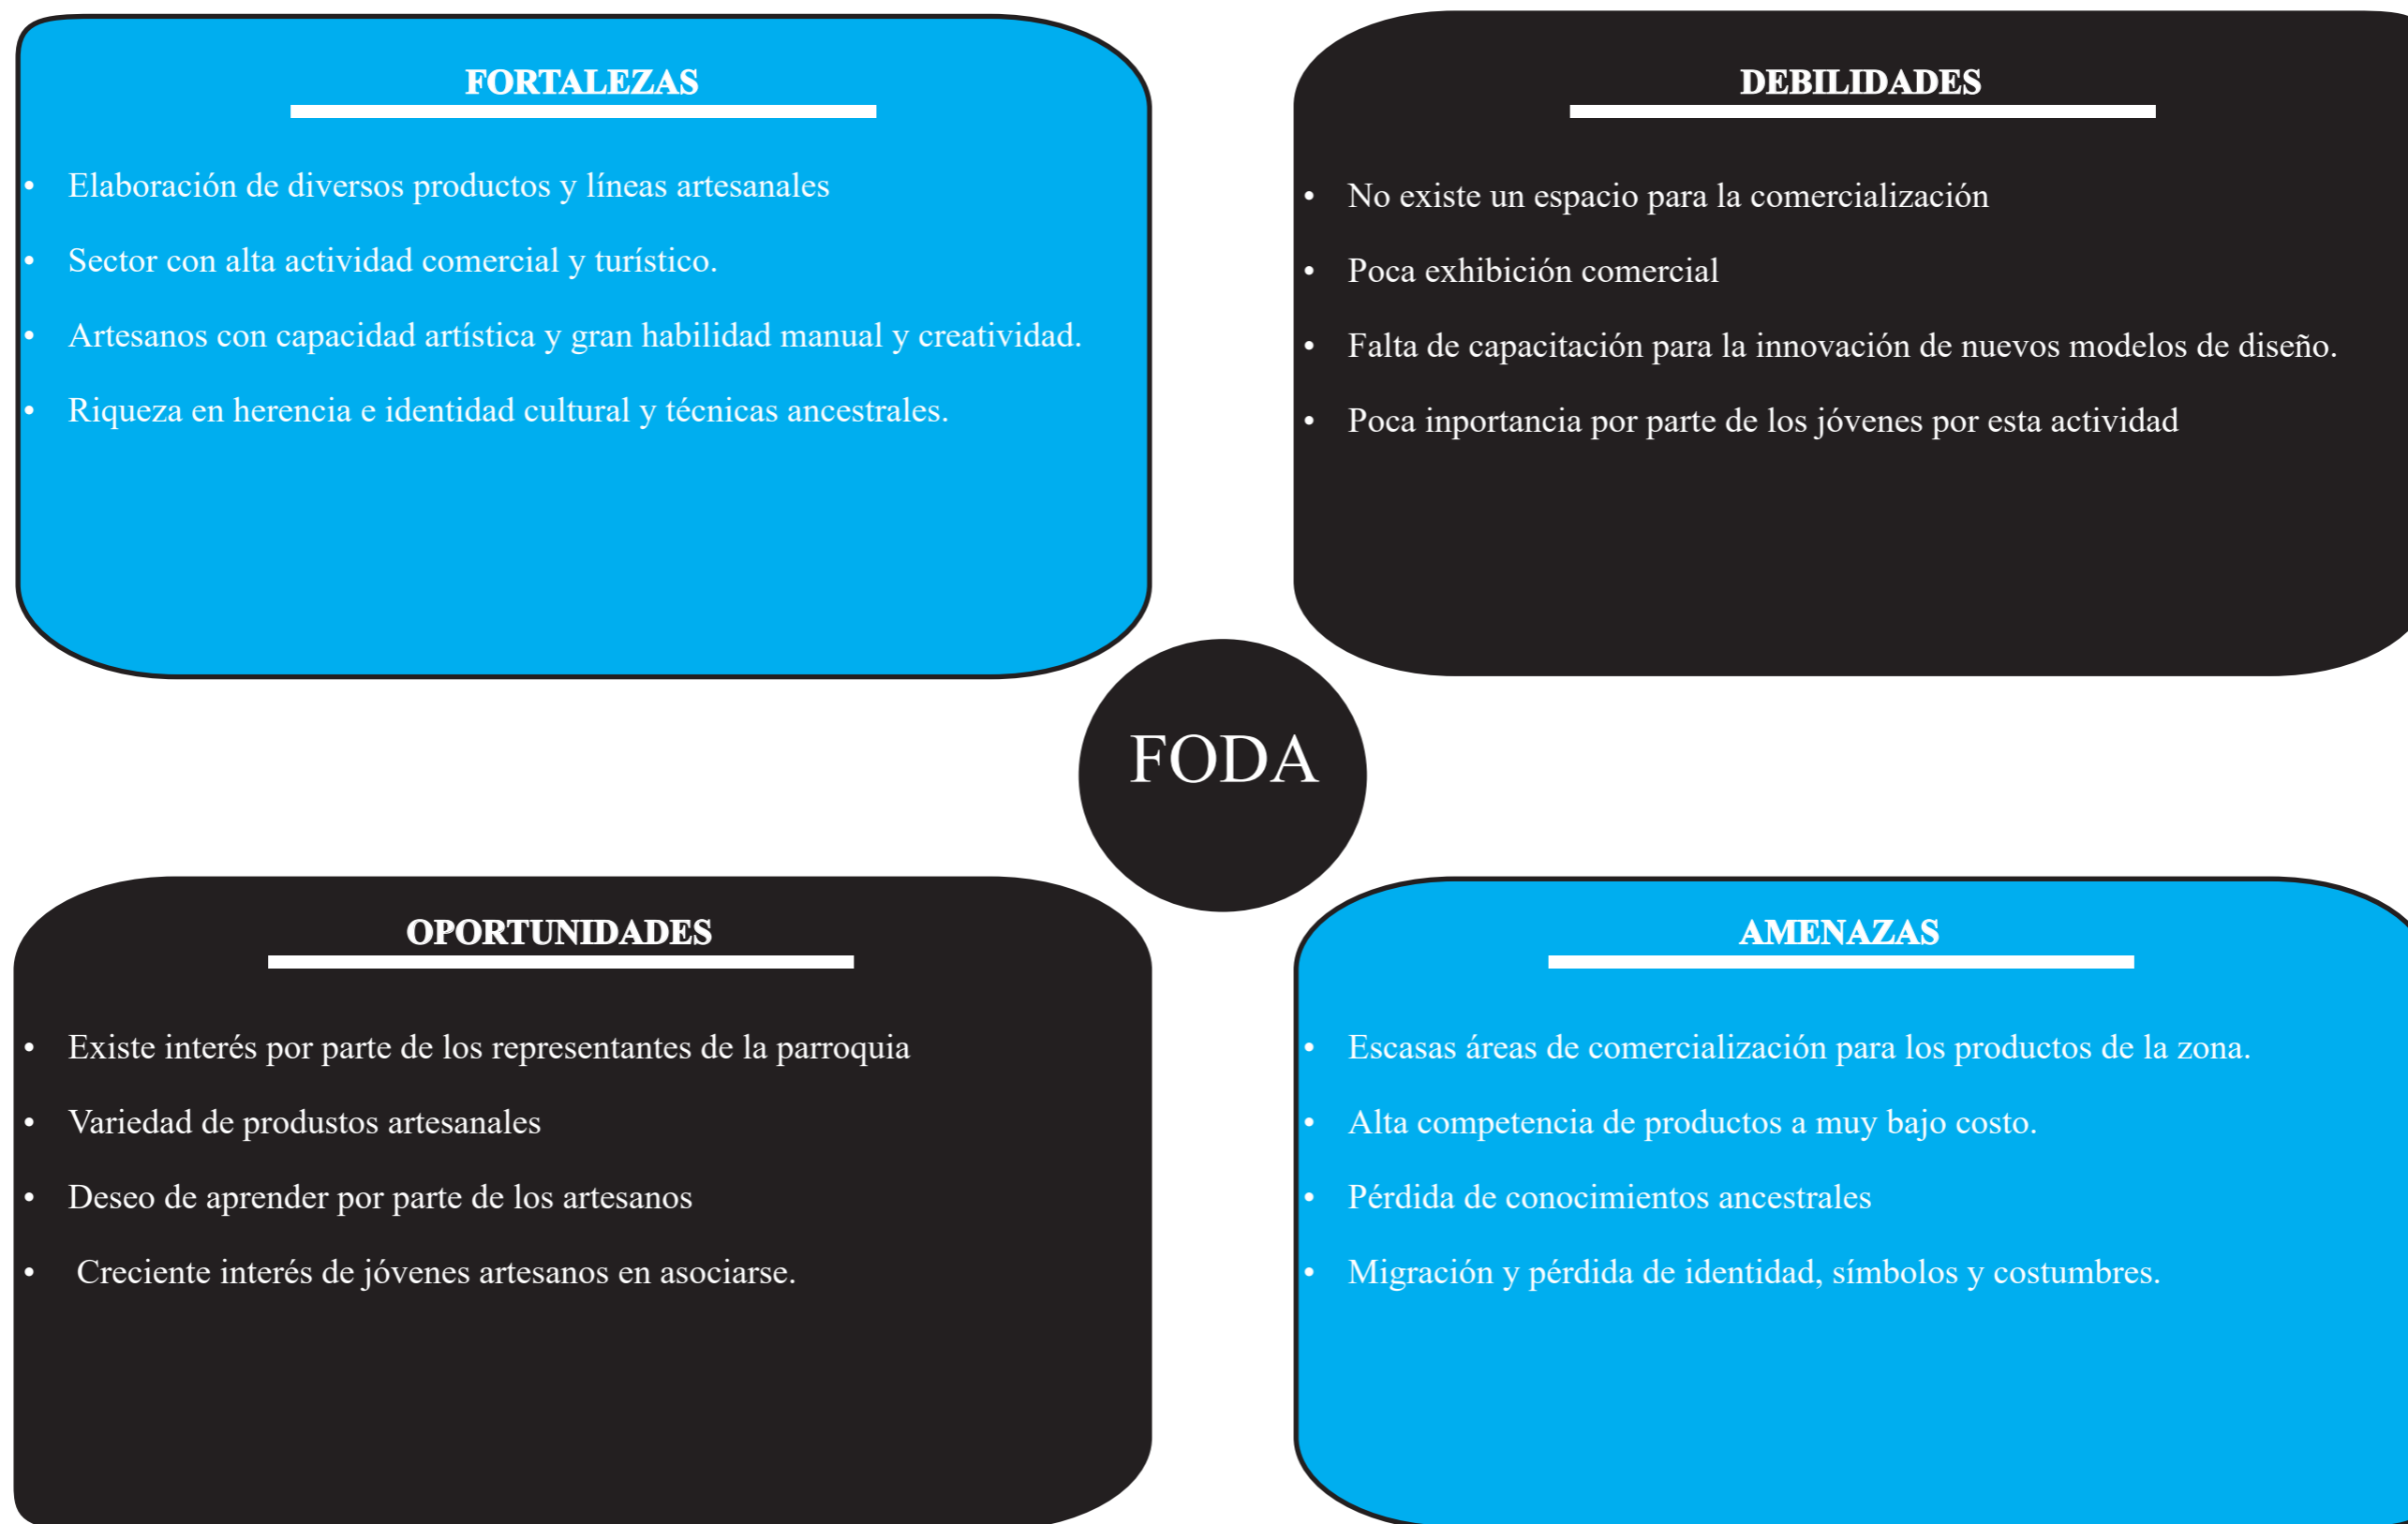 FORTALEZAS
• Elaboración de diversos productos y líneas artesanales
• Sector con alta actividad comercial y turístico.
• Artesanos con capacidad artística y gran habilidad manual y creatividad.
• Riqueza en herencia e identidad cultural y técnicas ancestrales.
DEBILIDADES
• No existe un espacio para la comercialización
• Poca exhibición comercial
• Falta de capacitación para la innovación de nuevos modelos de diseño.
• Poca inportancia por parte de los jóvenes por esta actividad
FODA
OPORTUNIDADES
• Existe interés por parte de los representantes de la parroquia
• Variedad de produstos artesanales
• Deseo de aprender por parte de los artesanos
• Creciente interés de jóvenes artesanos en asociarse.
AMENAZAS
• Escasas áreas de comercialización para los productos de la zona.
• Alta competencia de productos a muy bajo costo.
• Pérdida de conocimientos ancestrales
• Migración y pérdida de identidad, símbolos y costumbres.